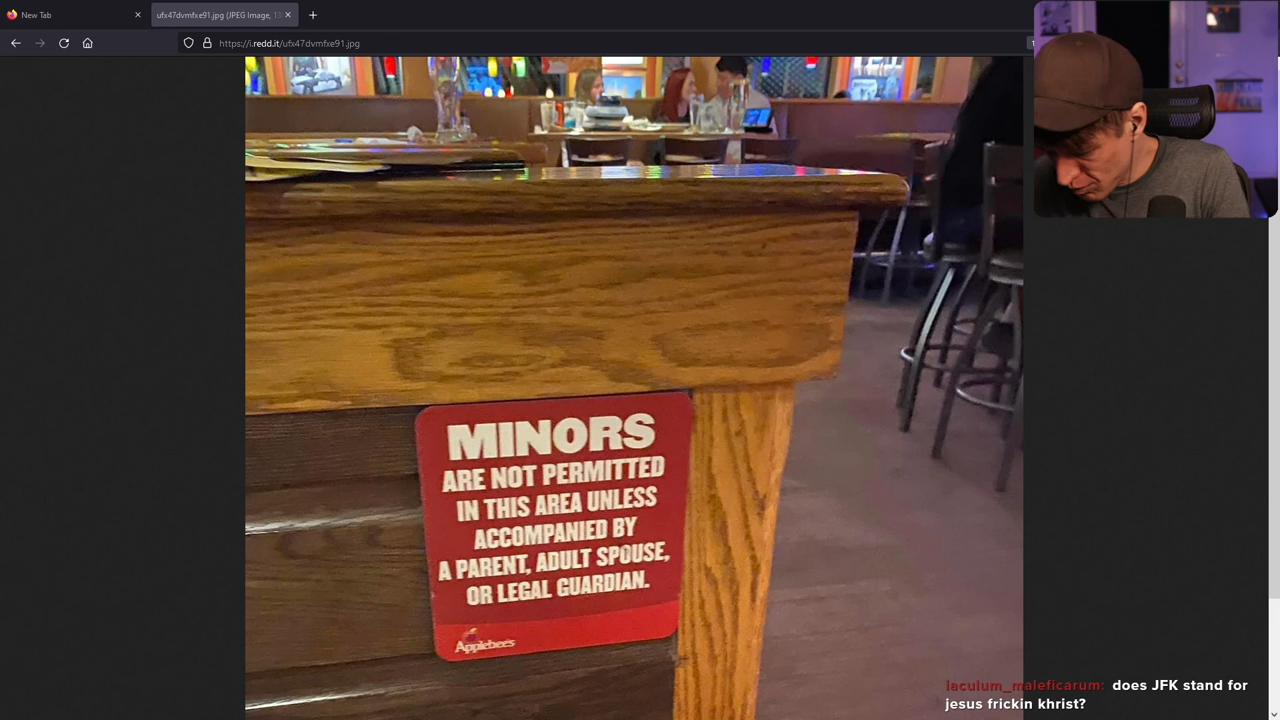 New Tab
ufx47dvmfxe91.jpg (JPEG Image, 13
https://i.redd.it/ufx47dvmfxe91.jpg
MINORS
ARE NOT PERMITTED
IN THIS AREA UNLESS
ACCOMPANIED BY
A PARENT, ADULT SPOUSE,
OR LEGAL GUARDIAN.
Applebee's
laculum_maleficarum: does JFK stand for
jesus frickin khrist?